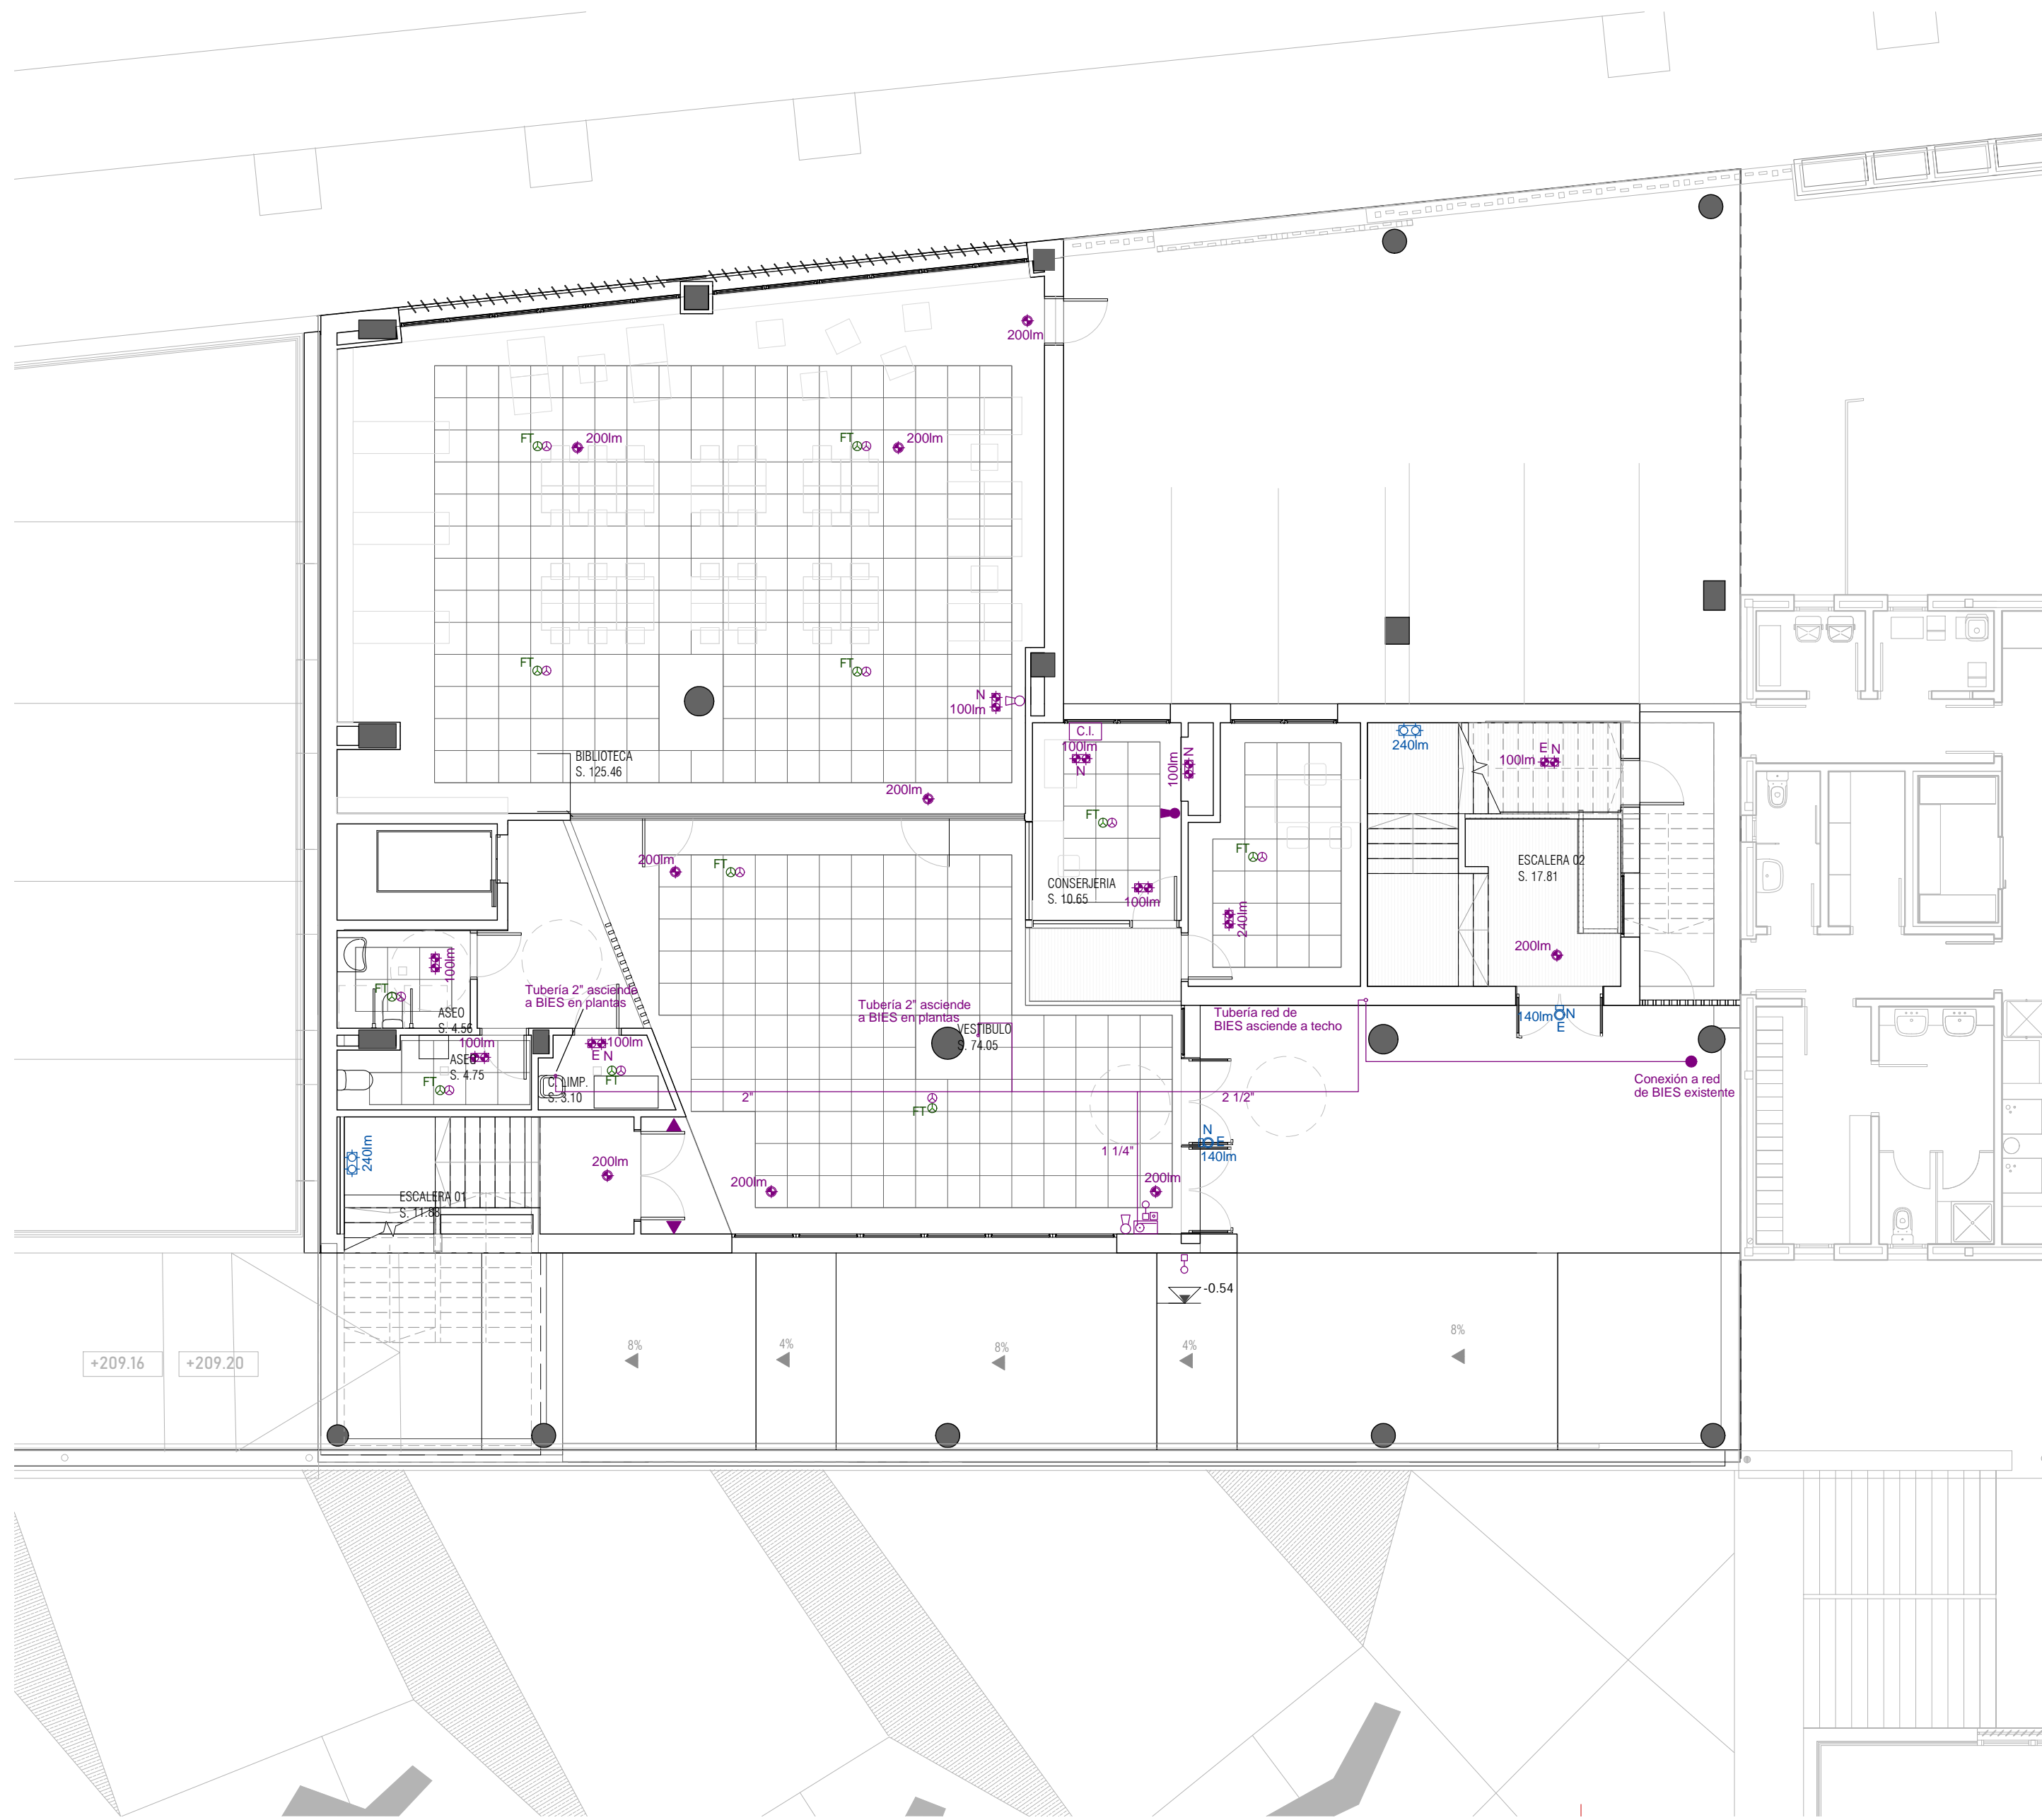 200lm
FT
200lm
FT
200lm
FT
FT
N
100lm
C.I.
100lm
N
N
100lm
240lm
E N
100lm
BIBLIOTECA
S. 125.46
200lm
FT
FT
200lm
FT
ESCALERA 02
S. 17.81
CONSERJERIA
S. 10.65
100lm
240lm
200lm
100lm
FT
Tubería 2" asciende
a BIES en plantas
Tubería 2" asciende
a BIES en plantas
Tubería red de
BIES asciende a techo
140lm
N
E
ASEO
S. 4.56
VESTIBULO
S. 74.05
100lm
100lm
E N
ASEO
S. 4.75
FT
FT
C. LIMP.
S. 3.10
Conexión a red
de BIES existente
2"
2 1/2"
FT
N
E
140lm
1 1/4"
240lm
200lm
200lm
200lm
ESCALERA 01
S. 11.88
-0.54
8%
4%
8%
4%
8%
+209.16
+209.20